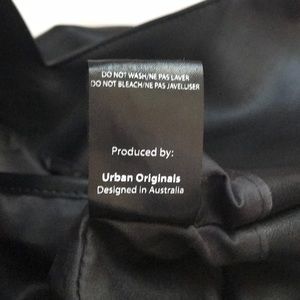 DO NOT WASH/NE PAS LAVER
DO NOT BLEACH/NE PAS JAVELLISER
Produced by:
Urban Originals
Designed in Australia